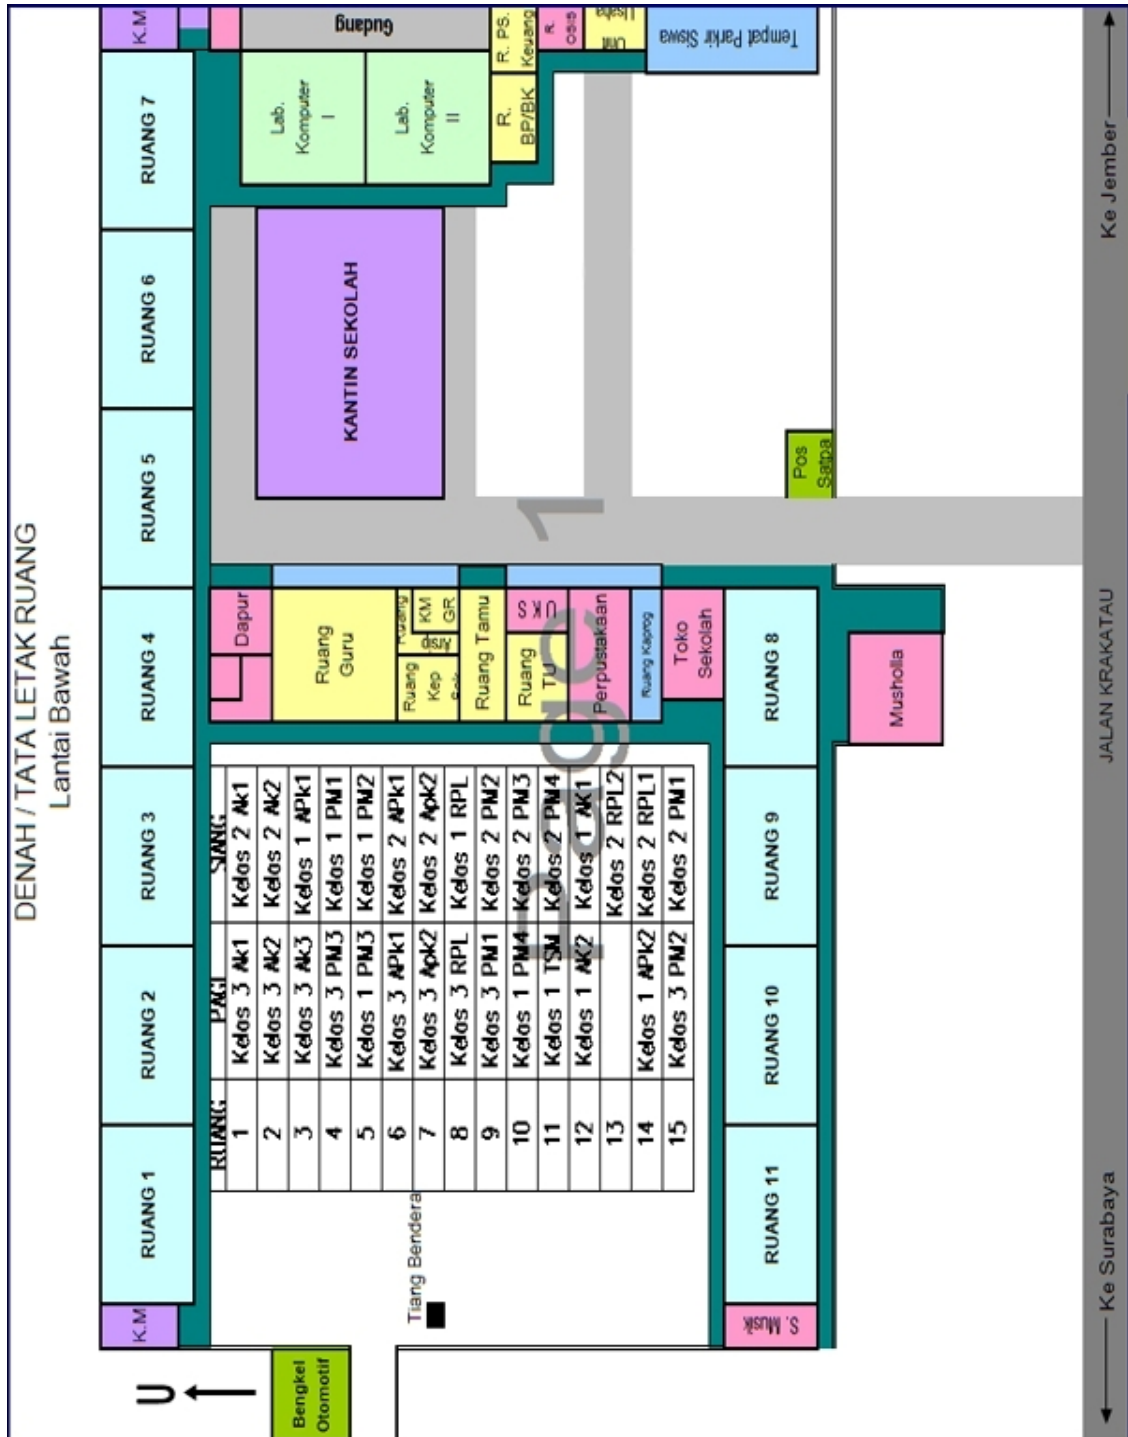 DENAH / TATA LETAK RUANG
Lantai Bawah
K.M
RUANG 1
RUANG 2
RUANG 3
RUANG 4
RUANG 5
RUANG 6
RUANG 7
K.M
Gudang
Lab.
Komputer
I
Lab.
Komputer
II
R. PS.
Keuang
R.
BP/BK
R.
OSIS
Unit
Usaha
Tempat Parkir Siswa
KANTIN SEKOLAH
Pos
Satpa
Dapur
Ruang
Guru
Ruang
KM
GR
Ruang
Kep
Ruang Tamu
UKS
Ruang
TU
Perpustakaan
Ruang Kaprog
Toko
Sekolah
Musholla
RUANG 8
RUANG 9
RUANG 10
RUANG 11
S. Musik
RUANG PAGI SIANG
1 Kelas 3 Ak1 Kelas 2 Ak1
2 Kelas 3 Ak2 Kelas 2 Ak2
3 Kelas 3 Ak3 Kelas 1 APk1
4 Kelas 3 PM3 Kelas 1 PM1
5 Kelas 1 PM3 Kelas 1 PM2
6 Kelas 3 APk1 Kelas 2 APk1
7 Kelas 3 Apk2 Kelas 2 Apk2
8 Kelas 3 RPL Kelas 1 RPL
9 Kelas 3 PM1 Kelas 2 PM2
10 Kelas 1 PM4 Kelas 2 PM3
11 Kelas 1 TSM Kelas 2 PM4
12 Kelas 1 AK2 Kelas 1 AK1
13 Kelas 2 RPL2
14 Kelas 1 APk2 Kelas 2 RPL1
15 Kelas 3 PM2 Kelas 2 PM1
Page 1
Tiang Bendera
U
Bengkel
Otomotif
Ke Surabaya
JALAN KRAKATAU
Ke Jember